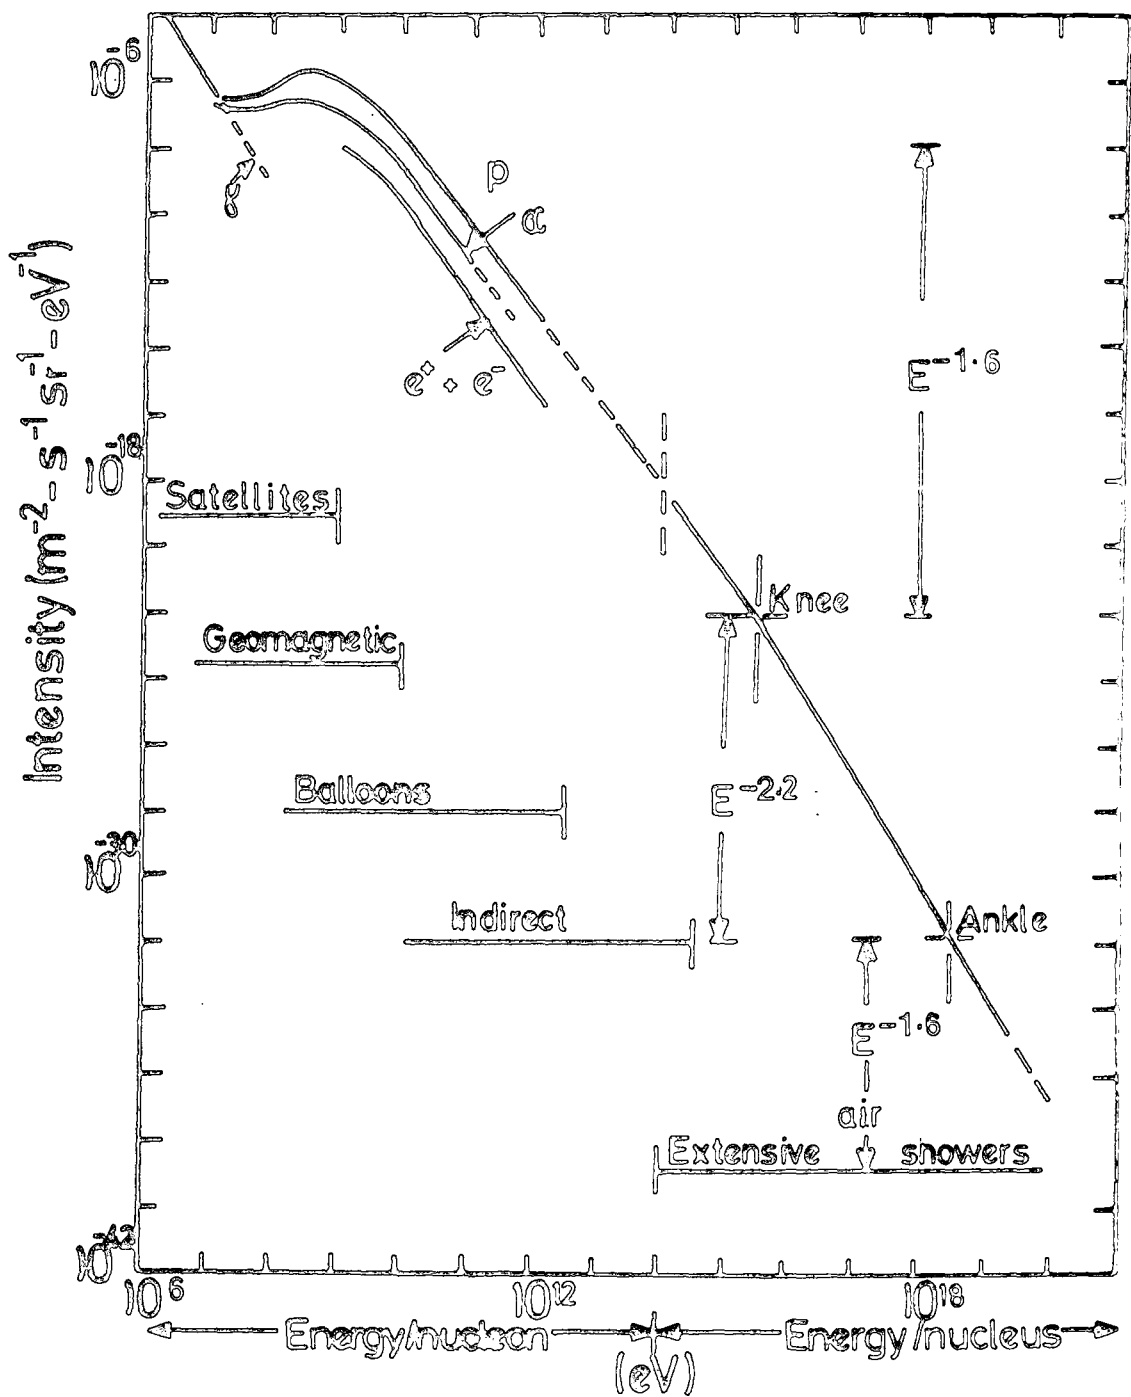 10^-6
α
p
α
e^+ + e^-
E^-1.6
10^-18
Satellites
Knee
Geomagnetic
Balloons
E^-2.2
10^-30
Indirect
Ankle
E^-1.6
air
Extensive showers
10^-42
10^6
10^12
10^18
Energy/nucleon
Energy/nucleus
(eV)
Intensity (m^-2 - s^-1 sr^-1 - eV^-1)